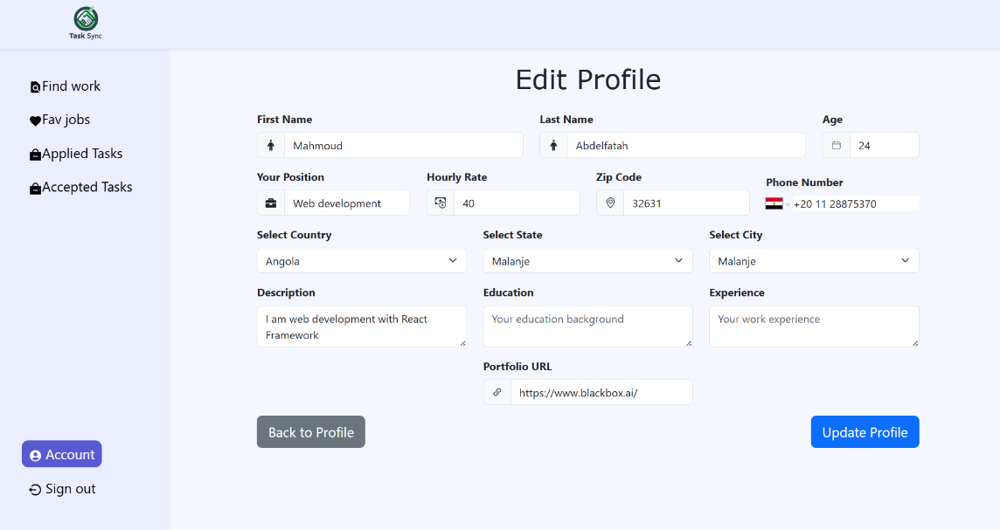 Task Sync
Find work
Fav jobs
Applied Tasks
Accepted Tasks
Account
Sign out
Edit Profile
First Name
Last Name
Age
Mahmoud
Abdelfatah
24
Your Position
Hourly Rate
Zip Code
Phone Number
Web development
40
32631
+20 11 28875370
Select Country
Select State
Select City
Angola
Malanje
Malanje
Description
Education
Experience
I am web development with React
Framework
Your education background
Your work experience
Portfolio URL
https://www.blackbox.ai/
Back to Profile
Update Profile